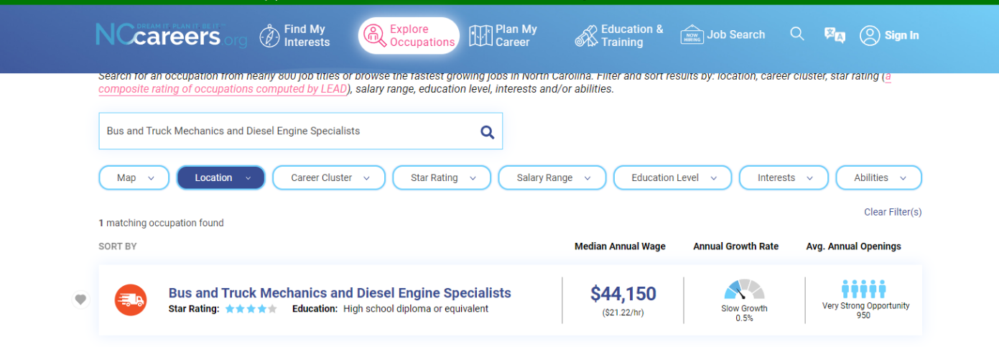 DREAM IT· PLAN IT· BE IT™
NCcareers.org
Find My
Interests
Explore
Occupations
Plan My
Career
Education &
Training
NOW
HIRING
Job Search
Sign In
Search for an occupation from nearly 800 job titles or browse the fastest growing jobs in North Carolina. Filter and sort results by: location, career cluster, star rating (a
composite rating of occupations computed by LEAD), salary range, education level, interests and/or abilities.
Bus and Truck Mechanics and Diesel Engine Specialists
Map
Location
Career Cluster
Star Rating
Salary Range
Education Level
Interests
Abilities
Clear Filter(s)
1 matching occupation found
SORT BY
Median Annual Wage
Annual Growth Rate
Avg. Annual Openings
Bus and Truck Mechanics and Diesel Engine Specialists
Star Rating: Education: High school diploma or equivalent
$44,150
($21.22/hr)
Slow Growth
0.5%
Very Strong Opportunity
950